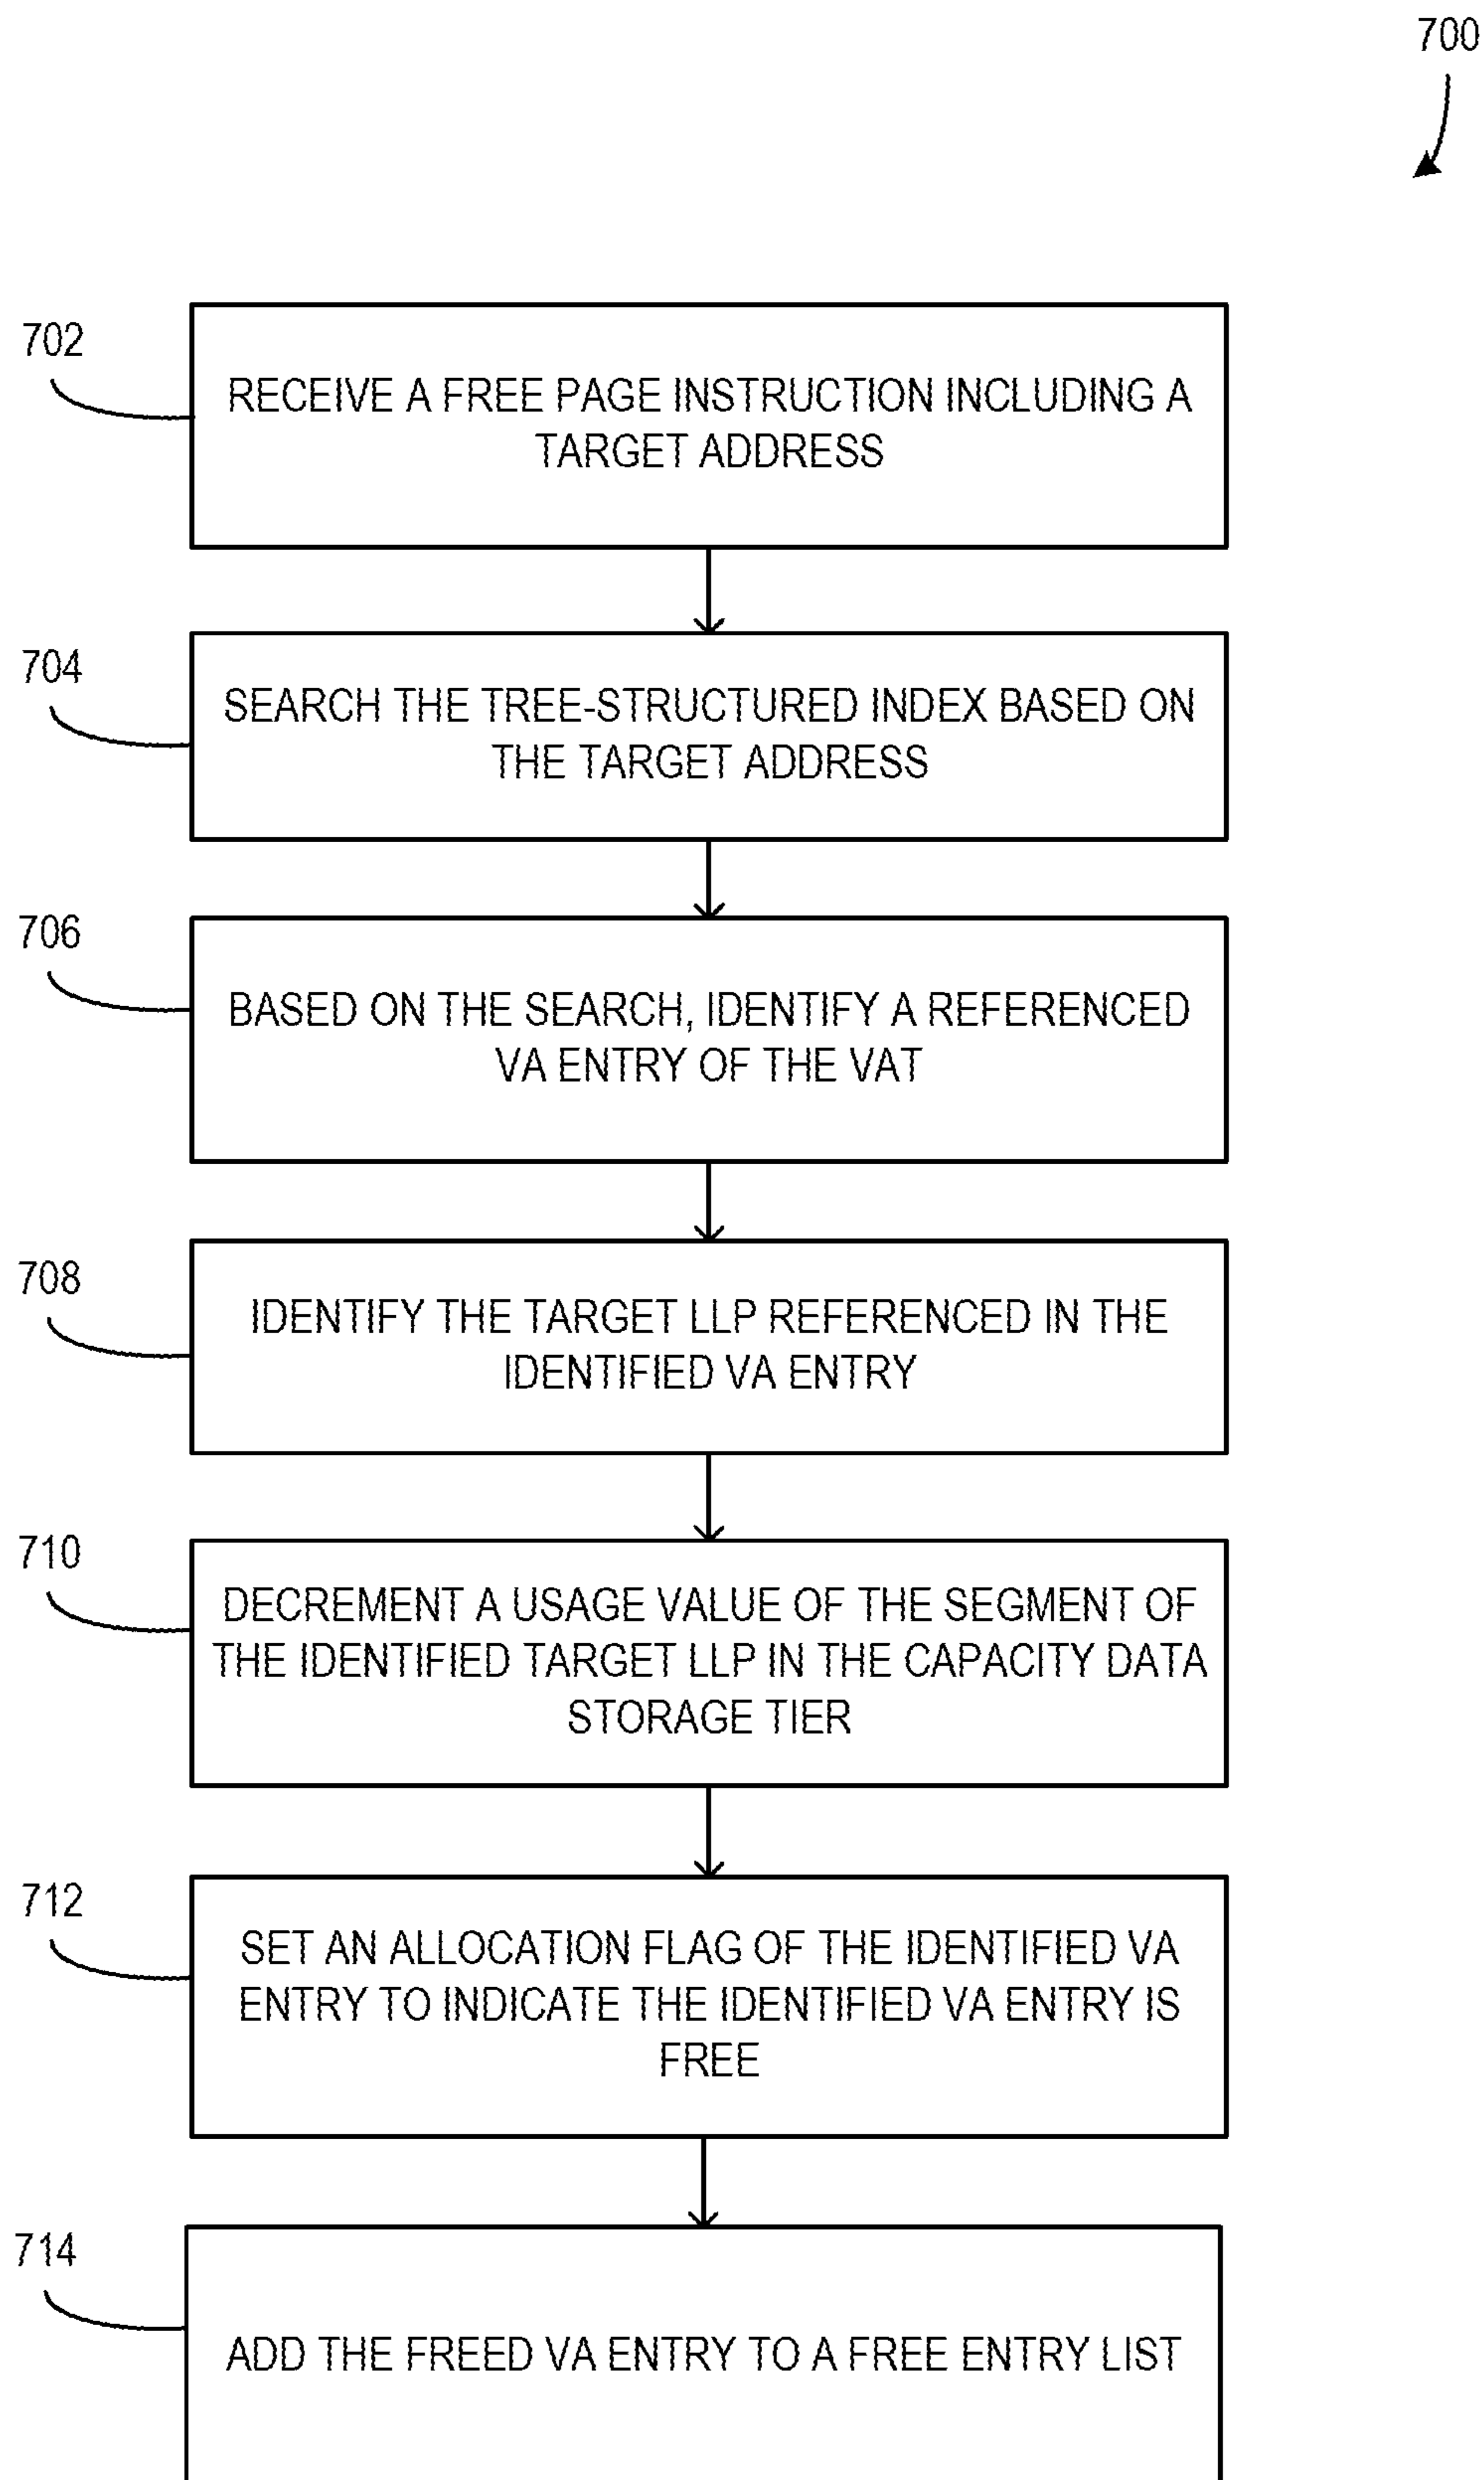 700
702
RECEIVE A FREE PAGE INSTRUCTION INCLUDING A
TARGET ADDRESS
704
SEARCH THE TREE-STRUCTURED INDEX BASED ON
THE TARGET ADDRESS
706
BASED ON THE SEARCH, IDENTIFY A REFERENCED
VA ENTRY OF THE VAT
708
IDENTIFY THE TARGET LLP REFERENCED IN THE
IDENTIFIED VA ENTRY
710
DECREMENT A USAGE VALUE OF THE SEGMENT OF
THE IDENTIFIED TARGET LLP IN THE CAPACITY DATA
STORAGE TIER
712
SET AN ALLOCATION FLAG OF THE IDENTIFIED VA
ENTRY TO INDICATE THE IDENTIFIED VA ENTRY IS
FREE
714
ADD THE FREED VA ENTRY TO A FREE ENTRY LIST